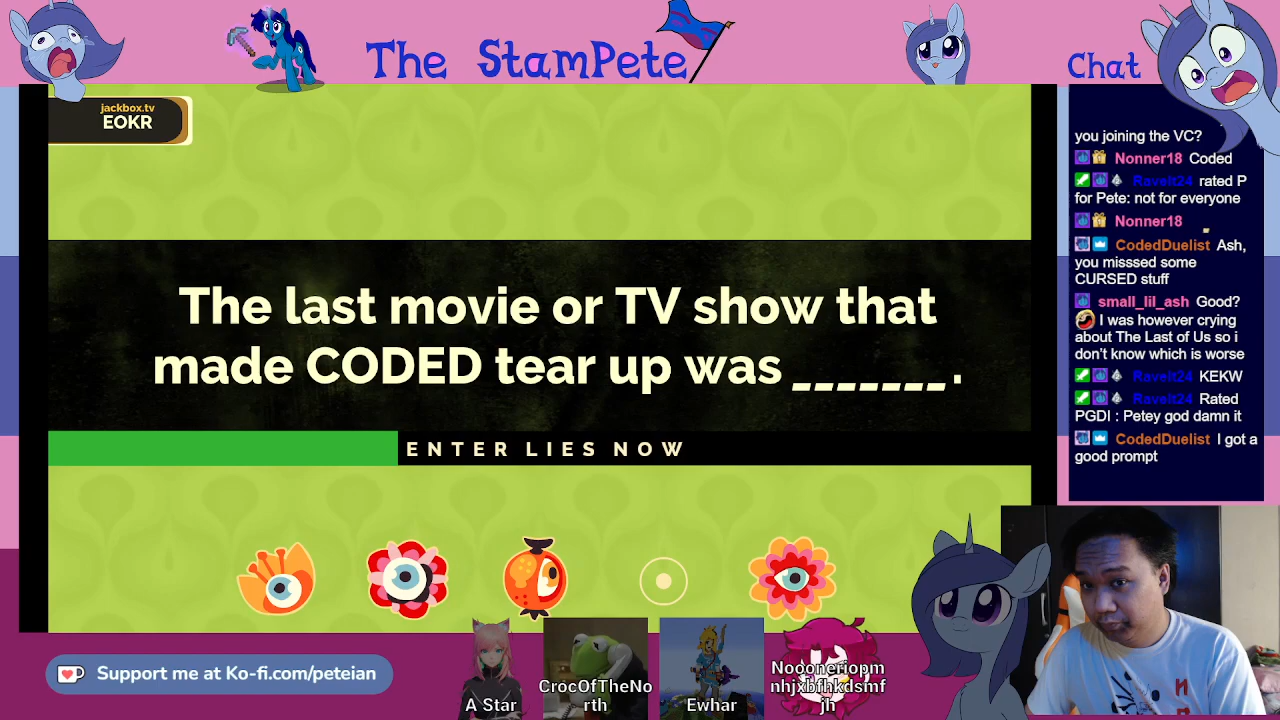 The StamPete
Chat
jackbox.tv
EOKR
The last movie or TV show that
made CODED tear up was _______.
ENTER LIES NOW
you joining the VC?
Nonner18 Coded
Ravelt24 rated P
for Pete: not for everyone
Nonner18
CodedDuelist Ash,
you misssed some
CURSED stuff
small_lil_ash Good?
I was however crying
about The Last of Us so i
don't know which is worse
Ravelt24 KEKW
Ravelt24 Rated
PGDI : Petey god damn it
CodedDuelist I got a
good prompt
Support me at Ko-fi.com/peteian
A Star
CrocOfTheNo
rth
Ewhar
Nodoneriopm
nhjxbfhkdsmf
jh